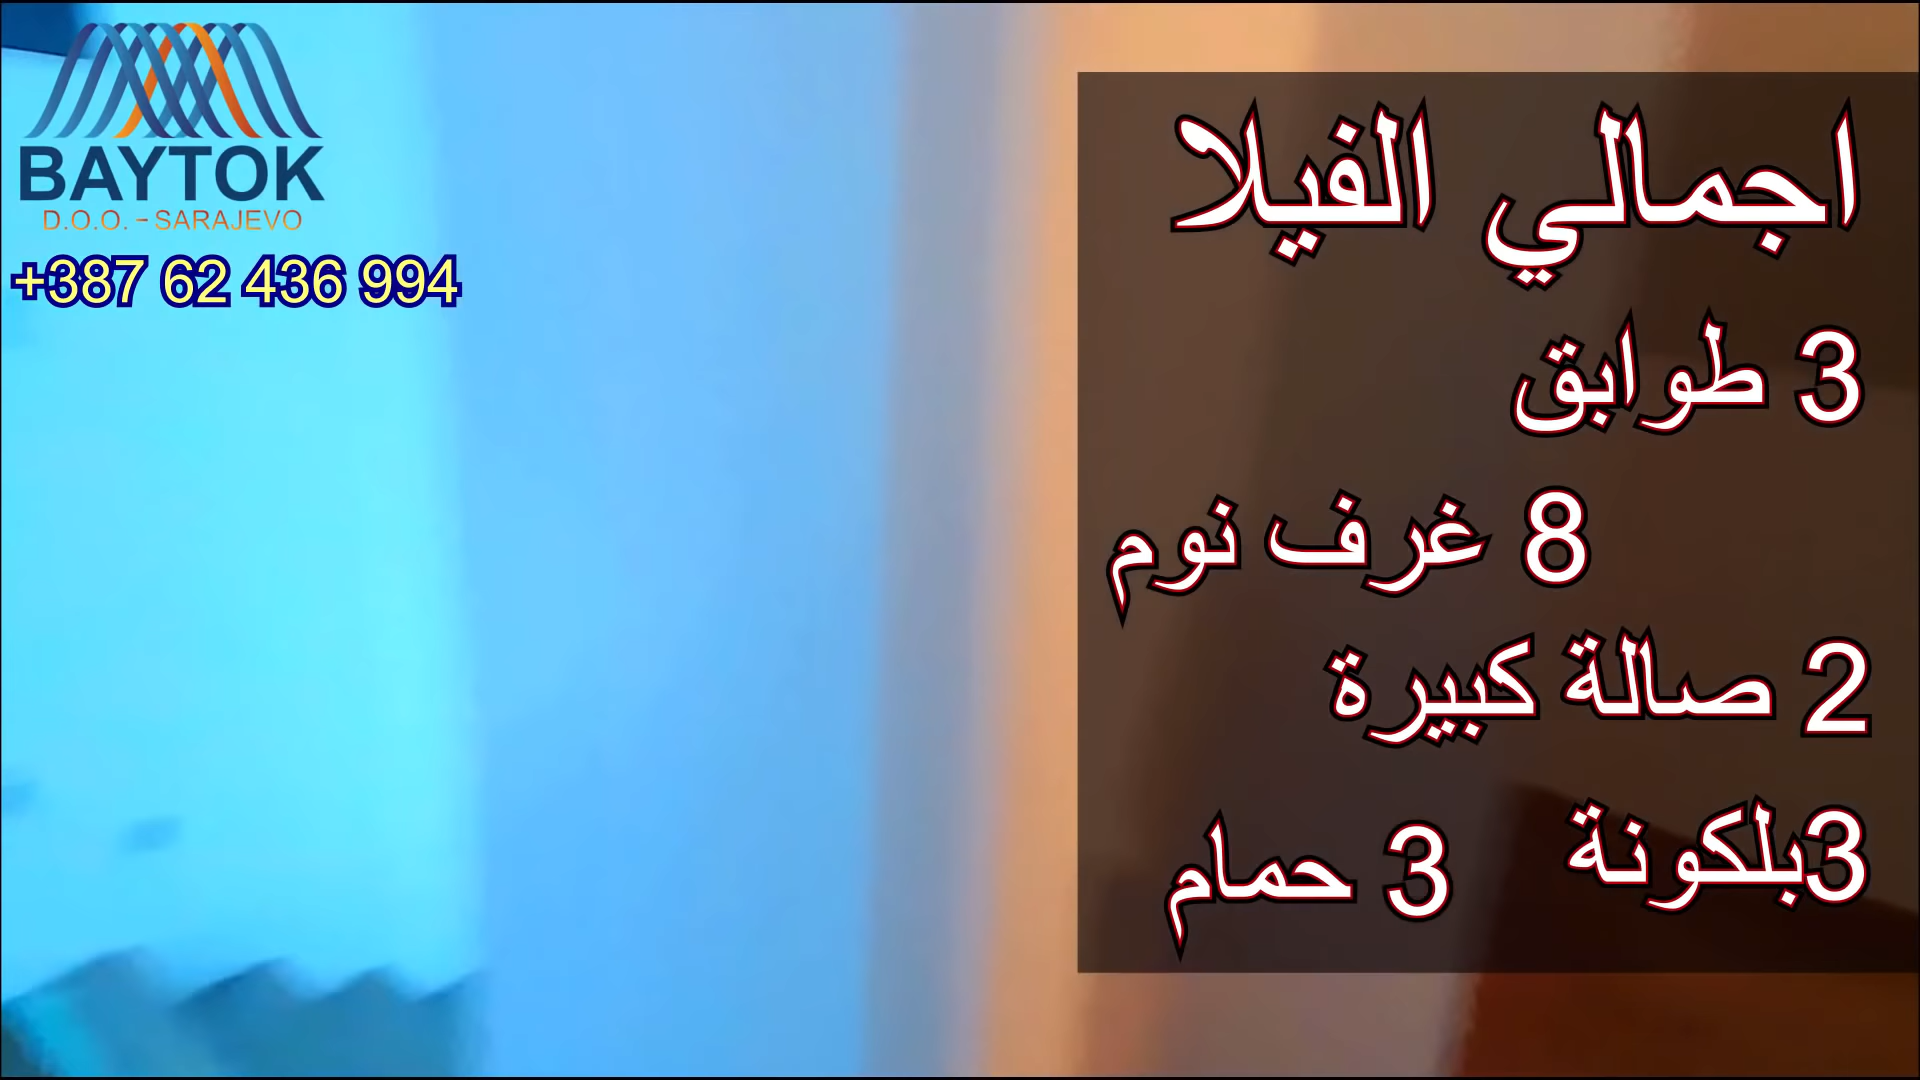 BAYTOK
D.O.O. – SARAJEVO
+387 62 436 994
اجمالي الفيلا
3 طوابق
8 غرف نوم
2 صالة كبيرة
3بلكونة 3 حمام